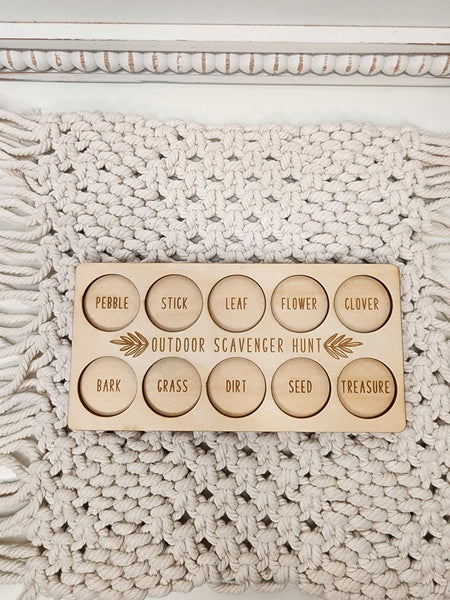 PEBBLE STICK LEAF FLOWER CLOVER
OUTDOOR SCAVENGER HUNT
BARK GRASS DIRT SEED TREASURE